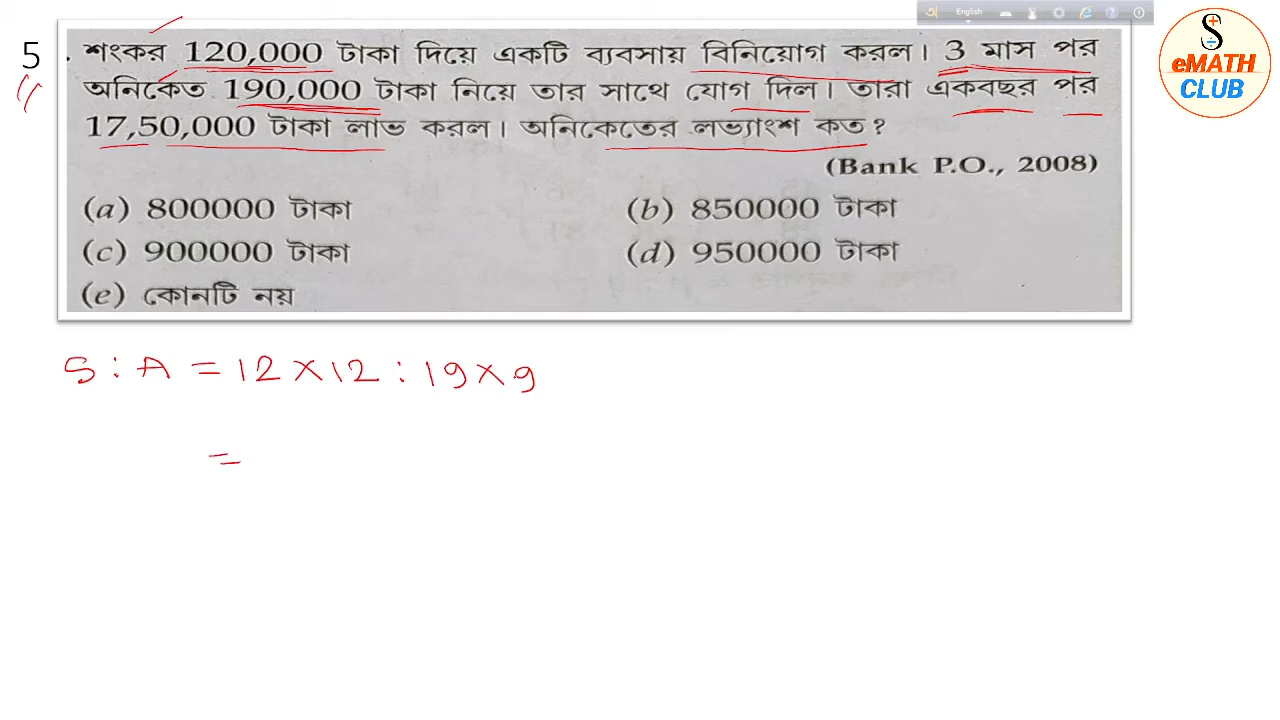 English
5
. শংকর 120,000 টাকা দিয়ে একটি ব্যবসায় বিনিয়োগ করল। 3 মাস পর
অনিকেত 190,000 টাকা নিয়ে তার সাথে যোগ দিল। তারা একবছর পর
17,50,000 টাকা লাভ করল। অনিকেতের লভ্যাংশ কত?
(Bank P.O., 2008)
(a) 800000 টাকা
(b) 850000 টাকা
(c) 900000 টাকা
(d) 950000 টাকা
(e) কোনটি নয়
S : A = 12 × 12 : 19 × 9
=
S
eMATH
CLUB